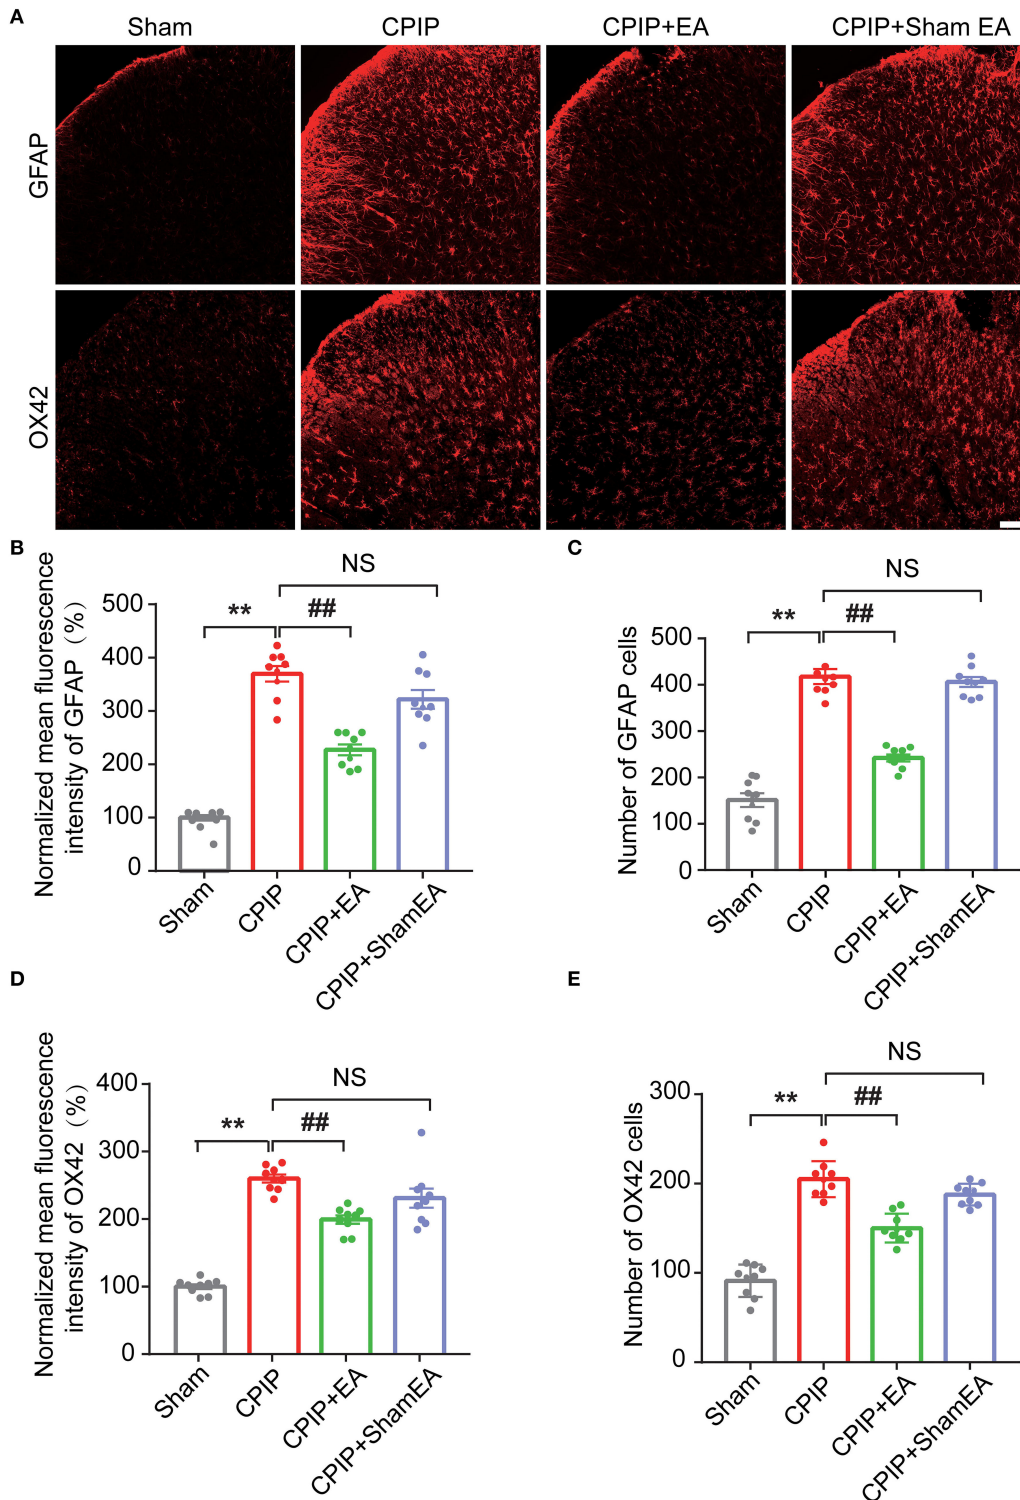 A
Sham
CPIP
CPIP+EA
CPIP+Sham EA
GFAP
OX42
B
Normalized mean fluorescence
intensity of GFAP (%)
500
400
300
200
100
0
**
##
NS
Sham
CPIP
CPIP+EA
CPIP+ShamEA
C
Number of GFAP cells
500
400
300
200
100
0
**
##
NS
Sham
CPIP
CPIP+EA
CPIP+ShamEA
D
Normalized mean fluorescence
intensity of OX42 (%)
400
300
200
100
0
**
##
NS
Sham
CPIP
CPIP+EA
CPIP+ShamEA
E
Number of OX42 cells
300
200
100
0
**
##
NS
Sham
CPIP
CPIP+EA
CPIP+ShamEA